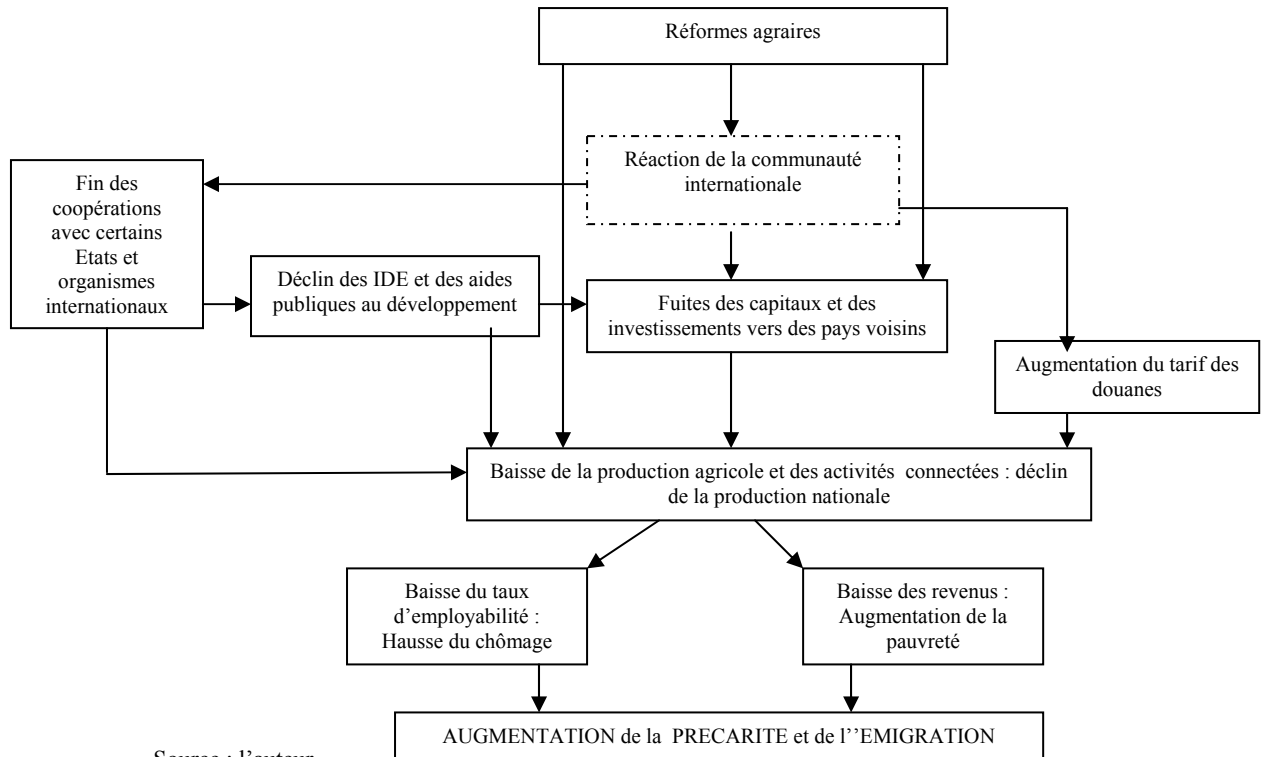 Réformes agraires
Réaction de la communauté
internationale
Fin des
coopérations
avec certains
Etats et
organismes
internationaux
Déclin des IDE et des aides
publiques au développement
Fuites des capitaux et des
investissements vers des pays voisins
Augmentation du tarif des
douanes
Baisse de la production agricole et des activités connectées : déclin
de la production nationale
Baisse du taux
d’employabilité :
Hausse du chômage
Baisse des revenus :
Augmentation de la
pauvreté
AUGMENTATION de la PRECARITE et de l’’EMIGRATION
Source : l’auteur